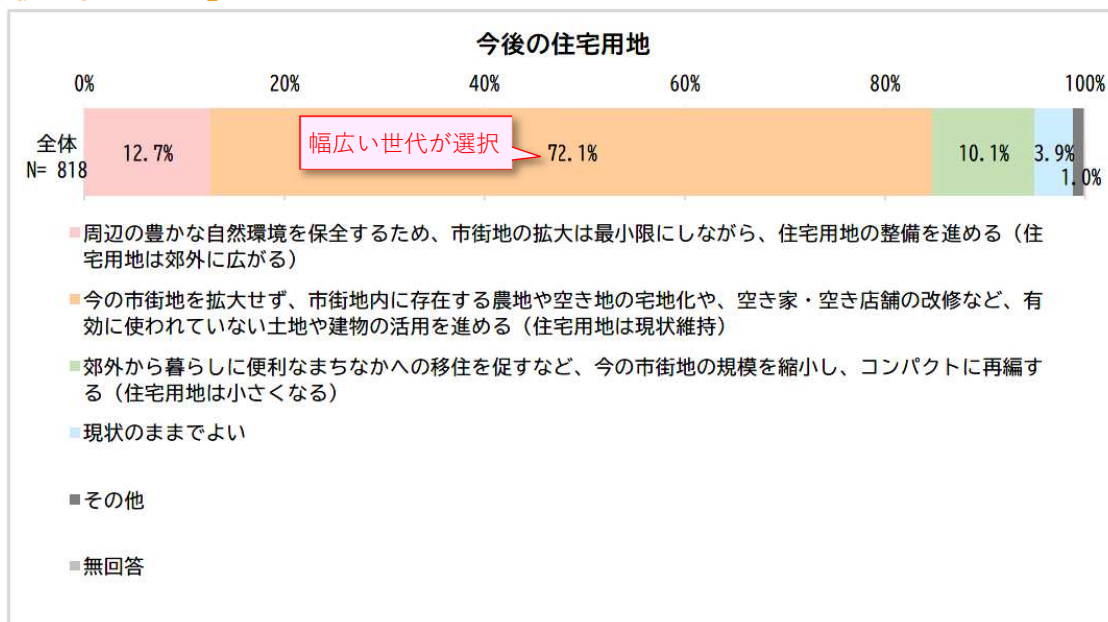 今後の住宅用地
0% 20% 40% 60% 80% 100%
全体
N= 818
12.7%
幅広い世代が選択
72.1%
10.1%
3.9%
1.0%
周辺の豊かな自然環境を保全するため、市街地の拡大は最小限にしながら、住宅用地の整備を進める（住
宅用地は郊外に広がる）
今の市街地を拡大せず、市街地内に存在する農地や空き地の宅地化や、空き家・空き店舗の改修など、有
効に使われていない土地や建物の活用を進める（住宅用地は現状維持）
郊外から暮らしに便利なまちなかへの移住を促すなど、今の市街地の規模を縮小し、コンパクトに再編す
る（住宅用地は小さくなる）
現状のままでよい
その他
無回答